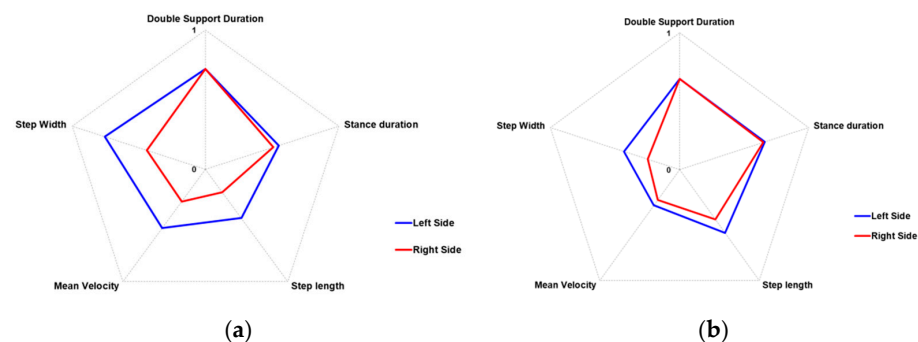 Double Support Duration
1
Step Width
Stance duration
0
Left Side
Right Side
Mean Velocity
Step length
(a)
Double Support Duration
1
Step Width
Stance duration
0
Left Side
Right Side
Mean Velocity
Step length
(b)